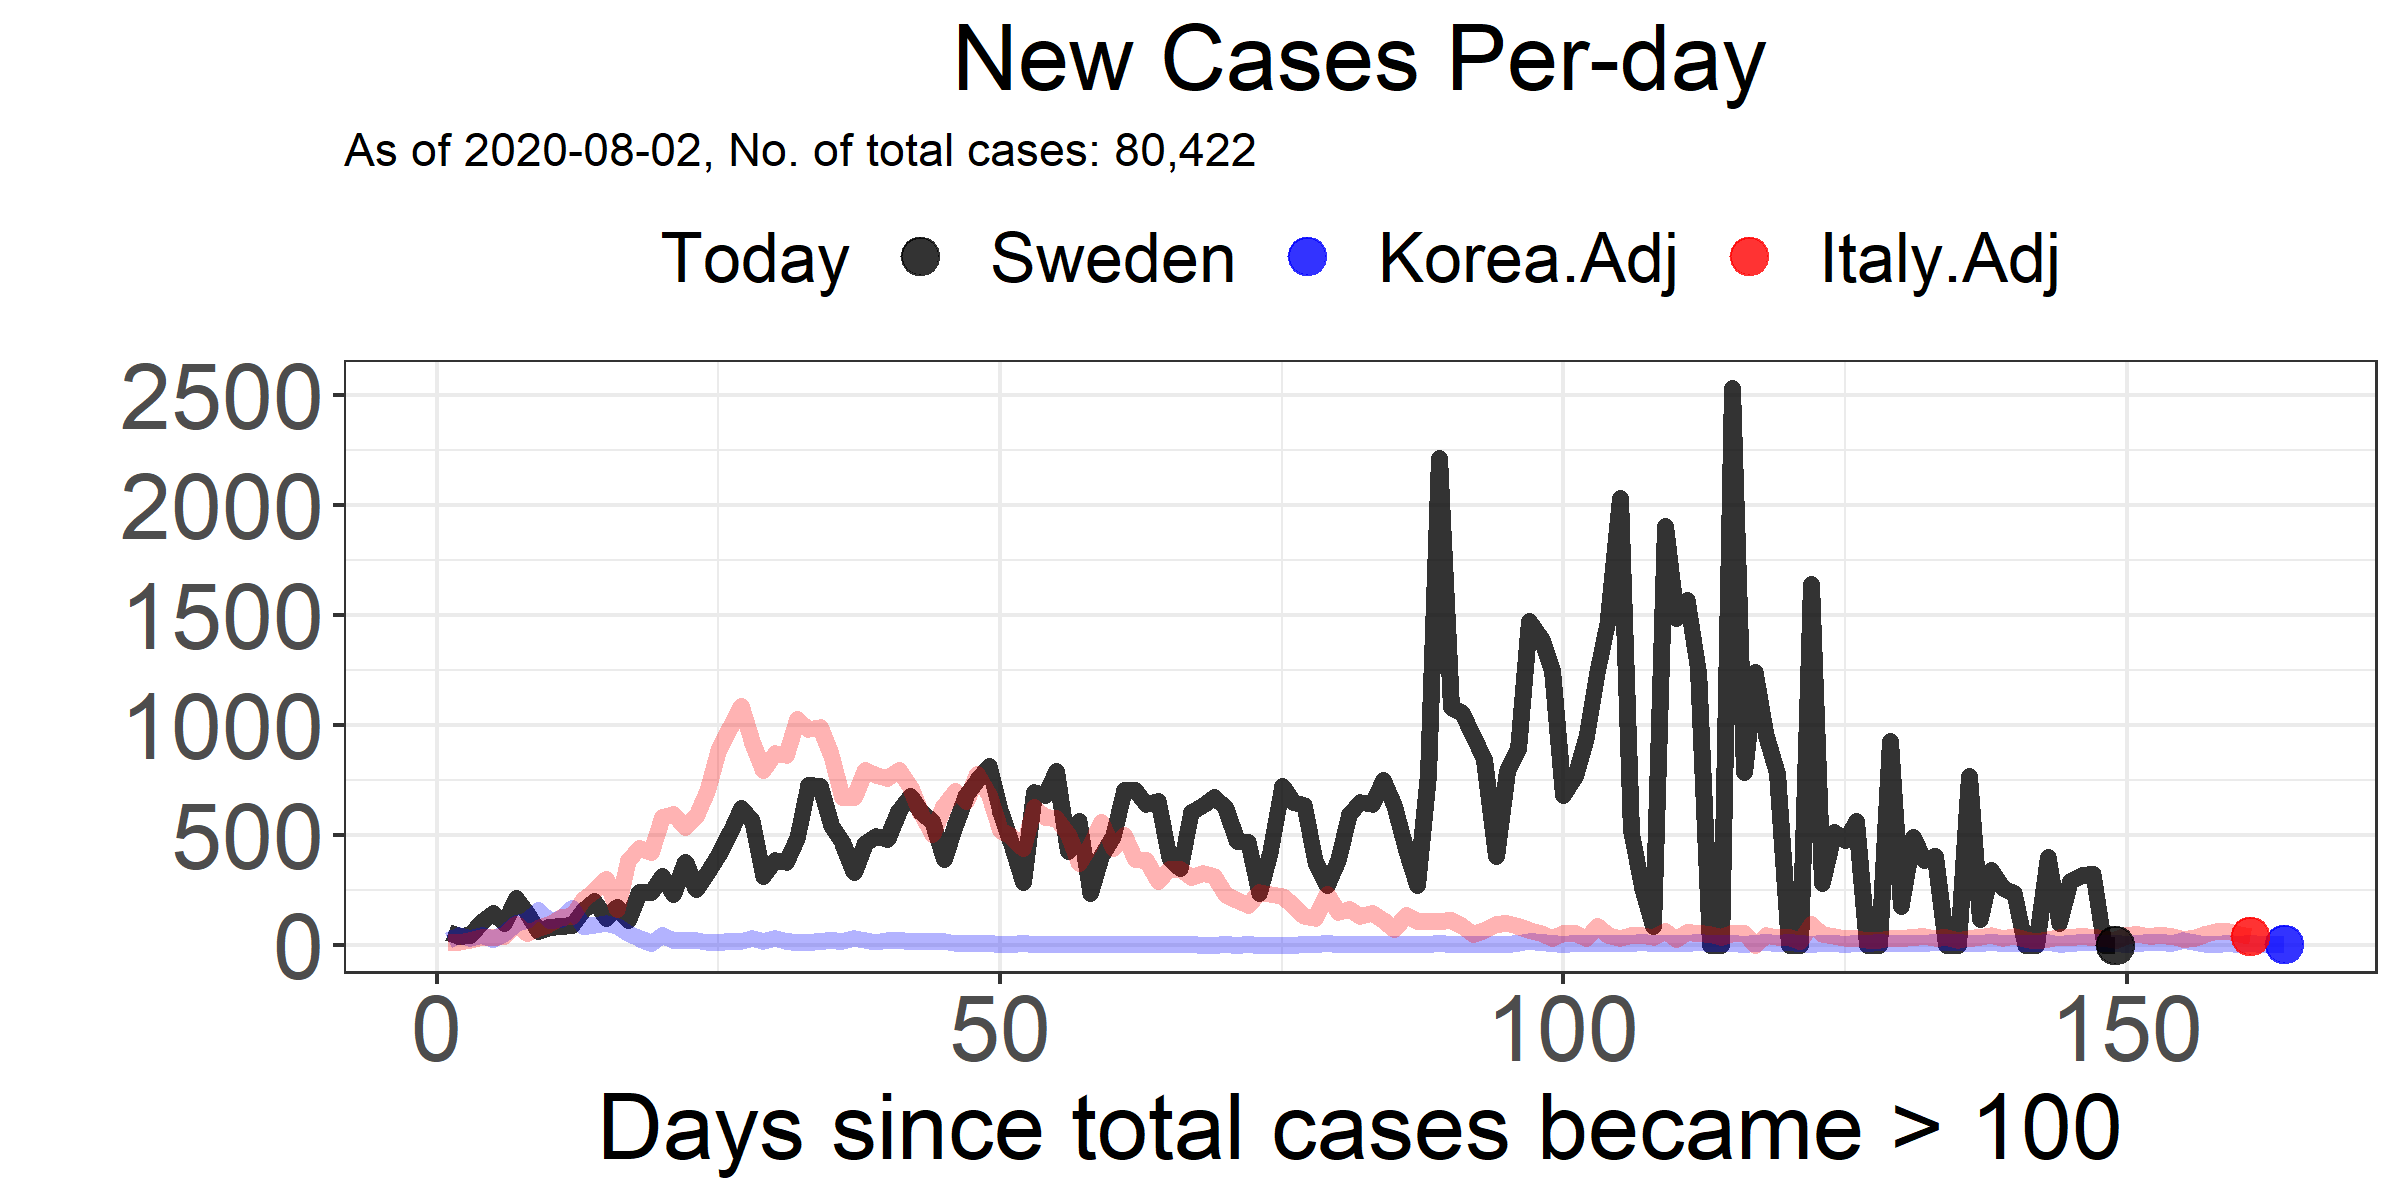 New Cases Per-day
As of 2020-08-02, No. of total cases: 80,422
Today Sweden Korea.Adj Italy.Adj
2500
2000
1500
1000
500
0
0 50 100 150
Days since total cases became > 100